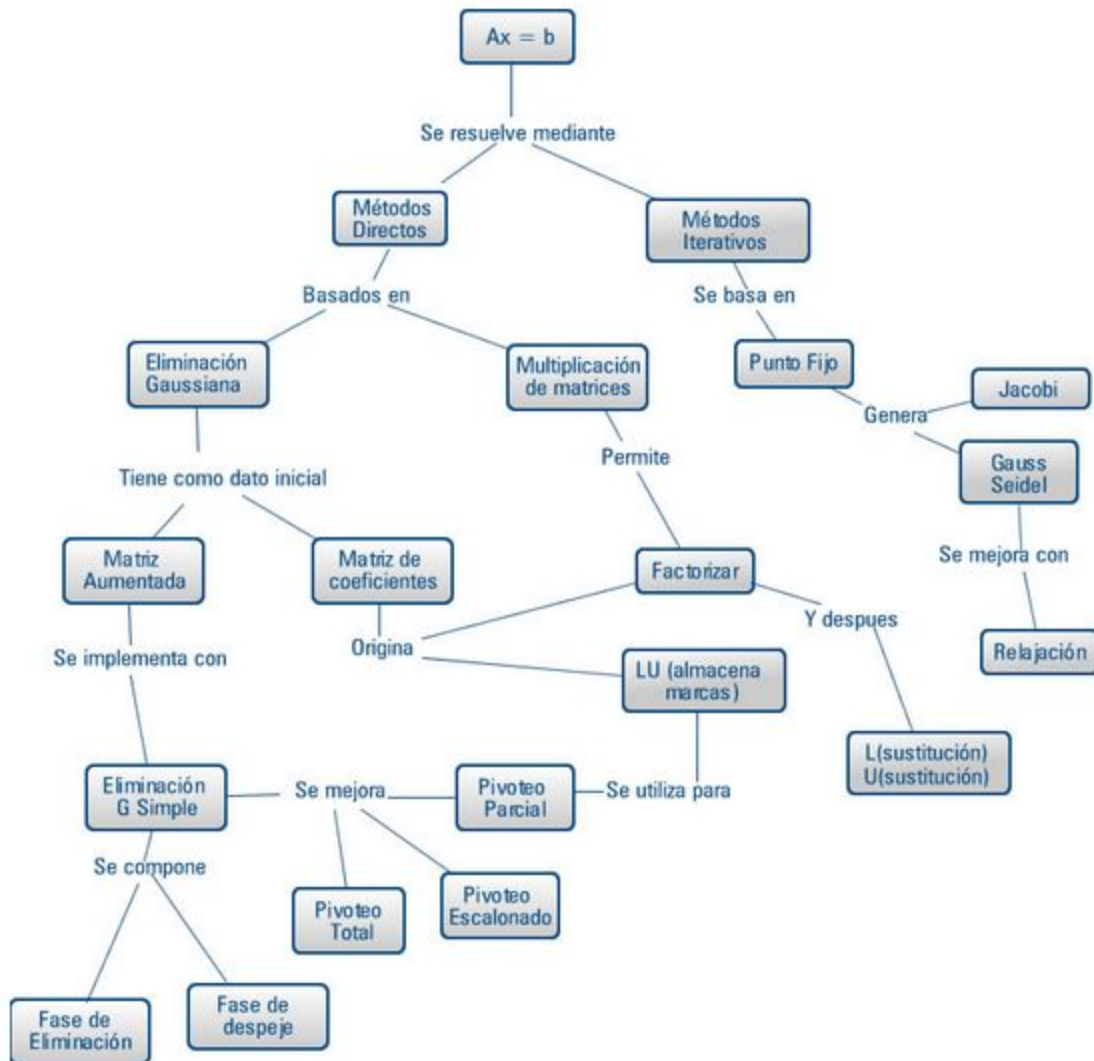 Ax = b
Se resuelve mediante
Métodos
Directos
Métodos
Iterativos
Basados en
Se basa en
Eliminación
Gaussiana
Multiplicación
de matrices
Punto Fijo
Jacobi
Genera
Permite
Gauss
Seidel
Tiene como dato inicial
Matriz
Aumentada
Matriz de
coeficientes
Factorizar
Se mejora con
Y despues
Origina
Se implementa con
Relajación
LU (almacena
marcas)
L(sustitución)
U(sustitución)
Eliminación
G Simple
Se mejora
Pivoteo
Parcial
Se utiliza para
Se compone
Pivoteo
Total
Pivoteo
Escalonado
Fase de
Eliminación
Fase de
despeje